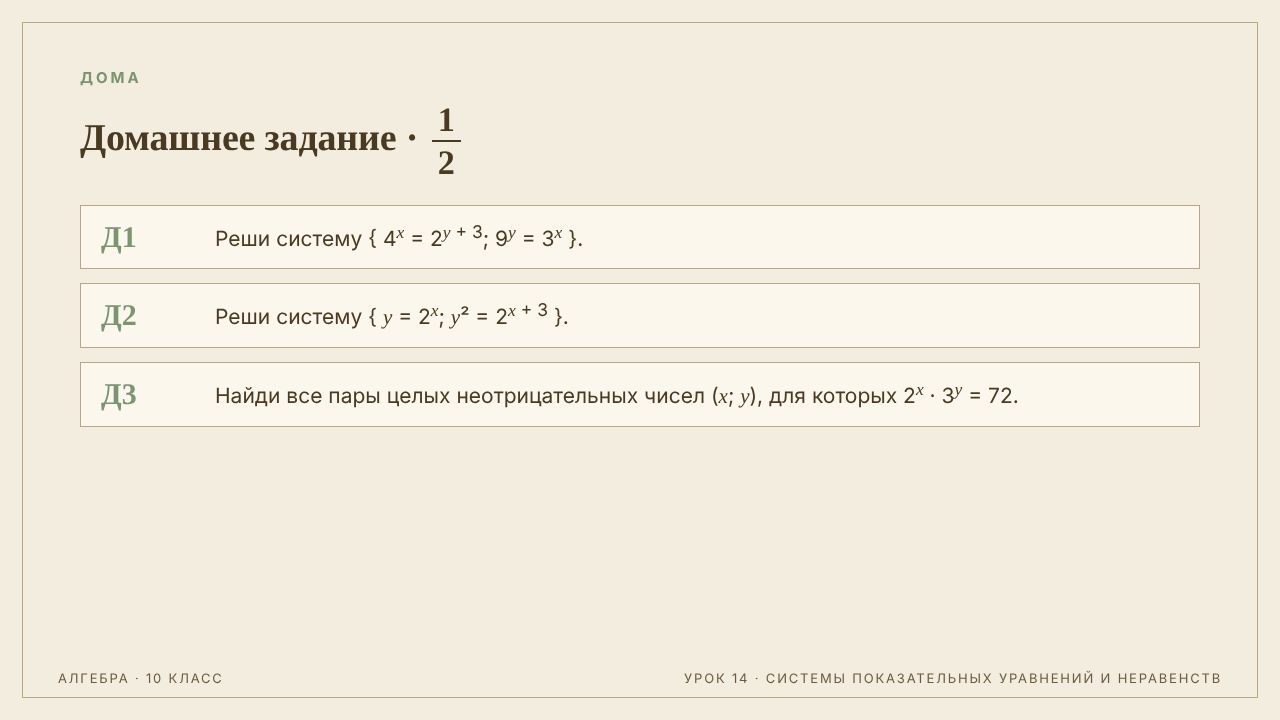 ДОМА
Домашнее задание · 1/2
Д1 Реши систему { 4^x = 2^(y + 3); 9^y = 3^x }.
Д2 Реши систему { y = 2^x; y² = 2^(x + 3) }.
Д3 Найди все пары целых неотрицательных чисел (x; y), для которых 2^x · 3^y = 72.
АЛГЕБРА · 10 КЛАСС
УРОК 14 · СИСТЕМЫ ПОКАЗАТЕЛЬНЫХ УРАВНЕНИЙ И НЕРАВЕНСТВ